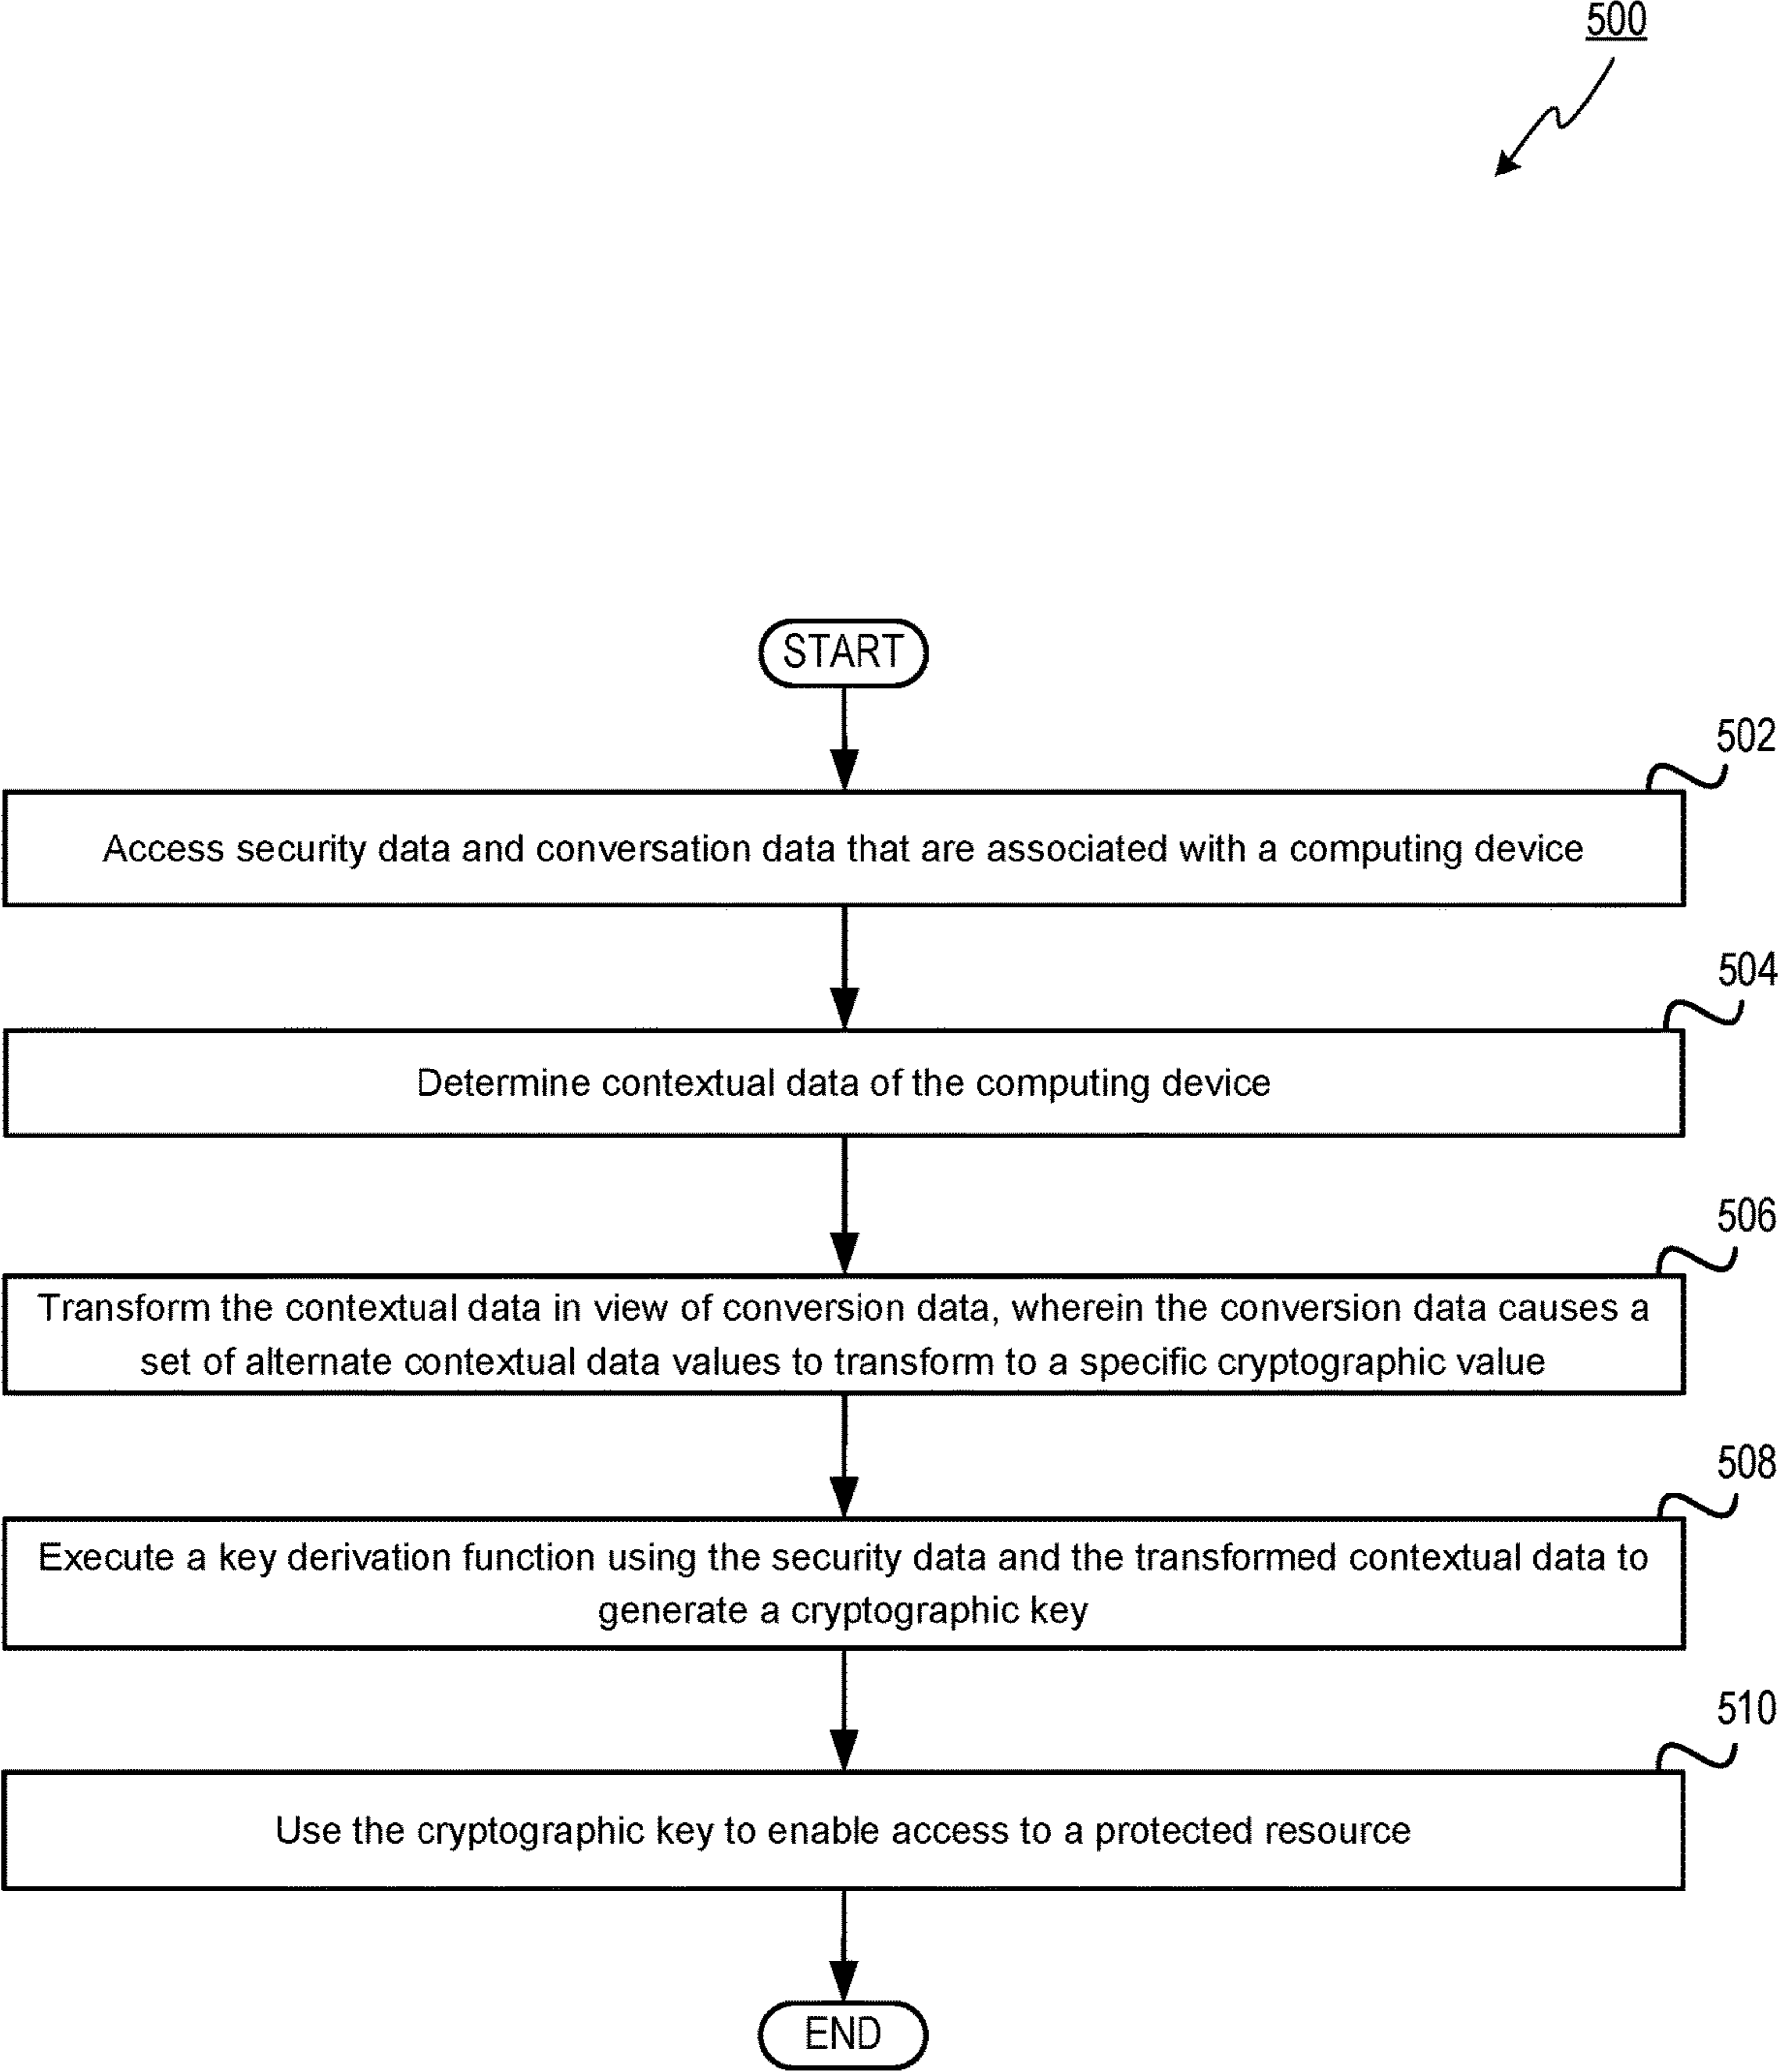 500
START
502
Access security data and conversation data that are associated with a computing device
504
Determine contextual data of the computing device
506
Transform the contextual data in view of conversion data, wherein the conversion data causes a
set of alternate contextual data values to transform to a specific cryptographic value
508
Execute a key derivation function using the security data and the transformed contextual data to
generate a cryptographic key
510
Use the cryptographic key to enable access to a protected resource
END